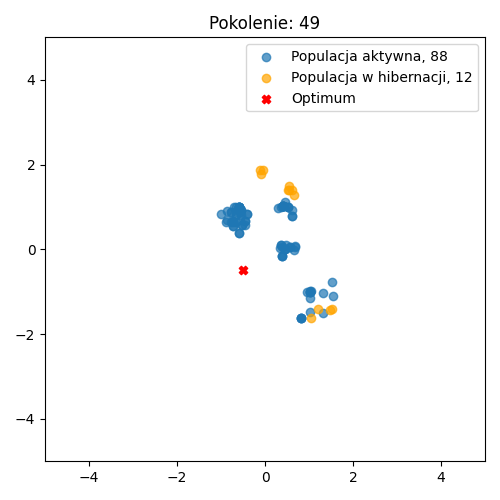 Pokolenie: 49
Populacja aktywna, 88
Populacja w hibernacji, 12
Optimum
4
2
0
−2
−4
−4
−2
0
2
4